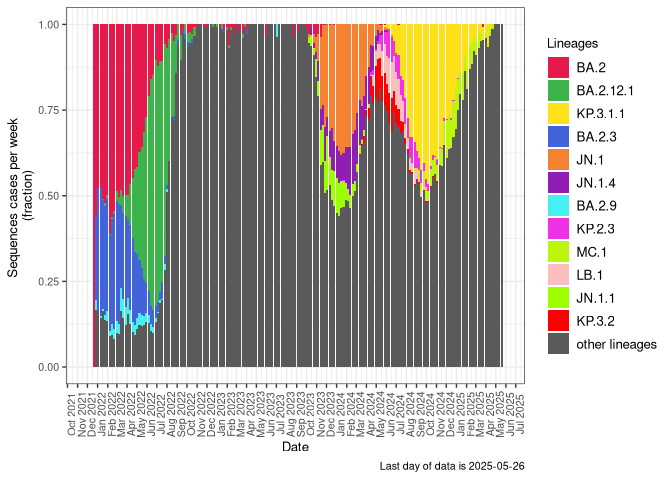 Sequences cases per week
(fraction)
1.00
0.75
0.50
0.25
0.00
Oct 2021
Nov 2021
Dec 2021
Jan 2022
Feb 2022
Mar 2022
Apr 2022
May 2022
Jun 2022
Jul 2022
Aug 2022
Sep 2022
Oct 2022
Nov 2022
Dec 2022
Jan 2023
Feb 2023
Mar 2023
Apr 2023
May 2023
Jun 2023
Jul 2023
Aug 2023
Sep 2023
Oct 2023
Nov 2023
Dec 2023
Jan 2024
Feb 2024
Mar 2024
Apr 2024
May 2024
Jun 2024
Jul 2024
Aug 2024
Sep 2024
Oct 2024
Nov 2024
Dec 2024
Jan 2025
Feb 2025
Mar 2025
Apr 2025
May 2025
Jun 2025
Jul 2025
Date
Lineages
BA.2
BA.2.12.1
KP.3.1.1
BA.2.3
JN.1
JN.1.4
BA.2.9
KP.2.3
MC.1
LB.1
JN.1.1
KP.3.2
other lineages
Last day of data is 2025-05-26